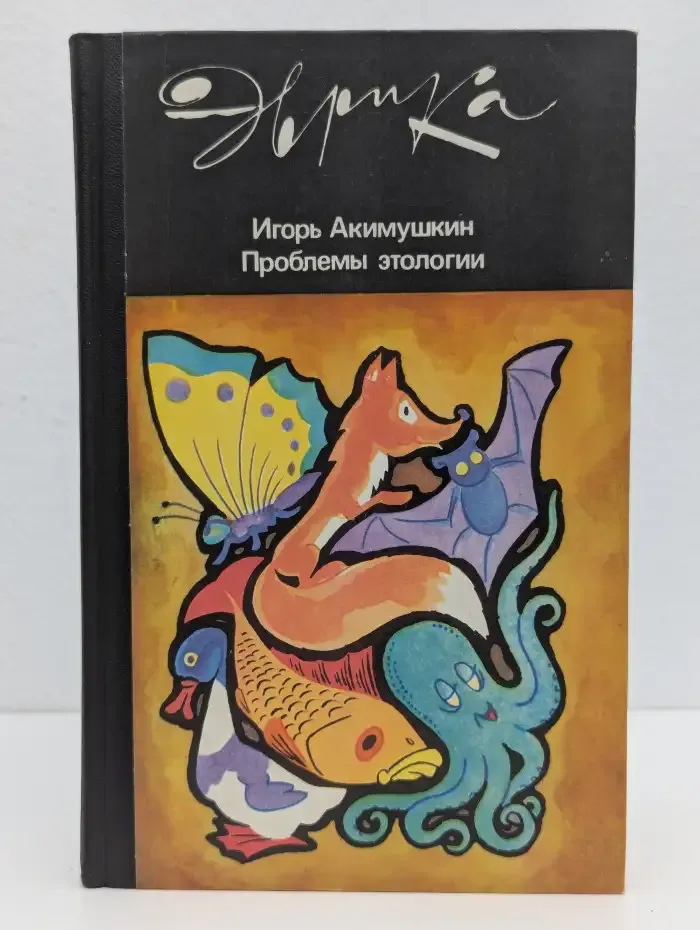 Эврика
Игорь Акимушкин
Проблемы этологии